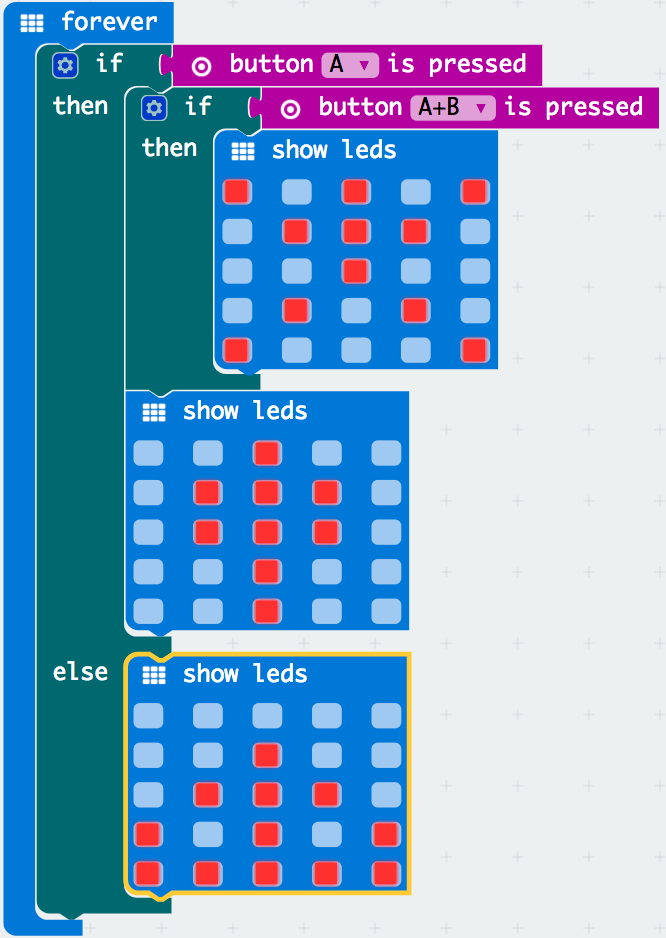 forever
if button A is pressed
then if button A+B is pressed
then show leds
show leds
else show leds